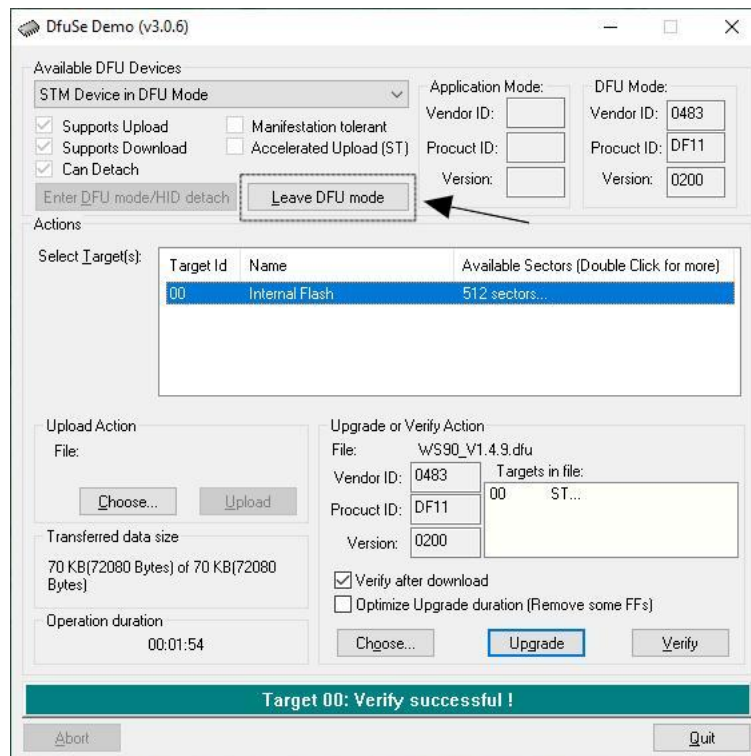 DfuSe Demo (v3.0.6)
Available DFU Devices
STM Device in DFU Mode
Supports Upload
Manifestation tolerant
Supports Download
Accelerated Upload (ST)
Can Detach
Enter DFU mode/HID detach
Leave DFU mode
Application Mode:
Vendor ID:
Procuct ID:
Version:
DFU Mode:
Vendor ID: 0483
Procuct ID: DF11
Version: 0200
Actions
Select Target(s):
Target Id Name Available Sectors (Double Click for more)
00 Internal Flash 512 sectors...
Upload Action
File:
Choose... Upload
Transferred data size
70 KB(72080 Bytes) of 70 KB(72080
Bytes)
Operation duration
00:01:54
Upgrade or Verify Action
File: WS90_V1.4.9.dfu
Vendor ID: 0483
Procuct ID: DF11
Version: 0200
Targets in file:
00 ST...
Verify after download
Optimize Upgrade duration (Remove some FFs)
Choose... Upgrade Verify
Target 00: Verify successful !
Abort Quit